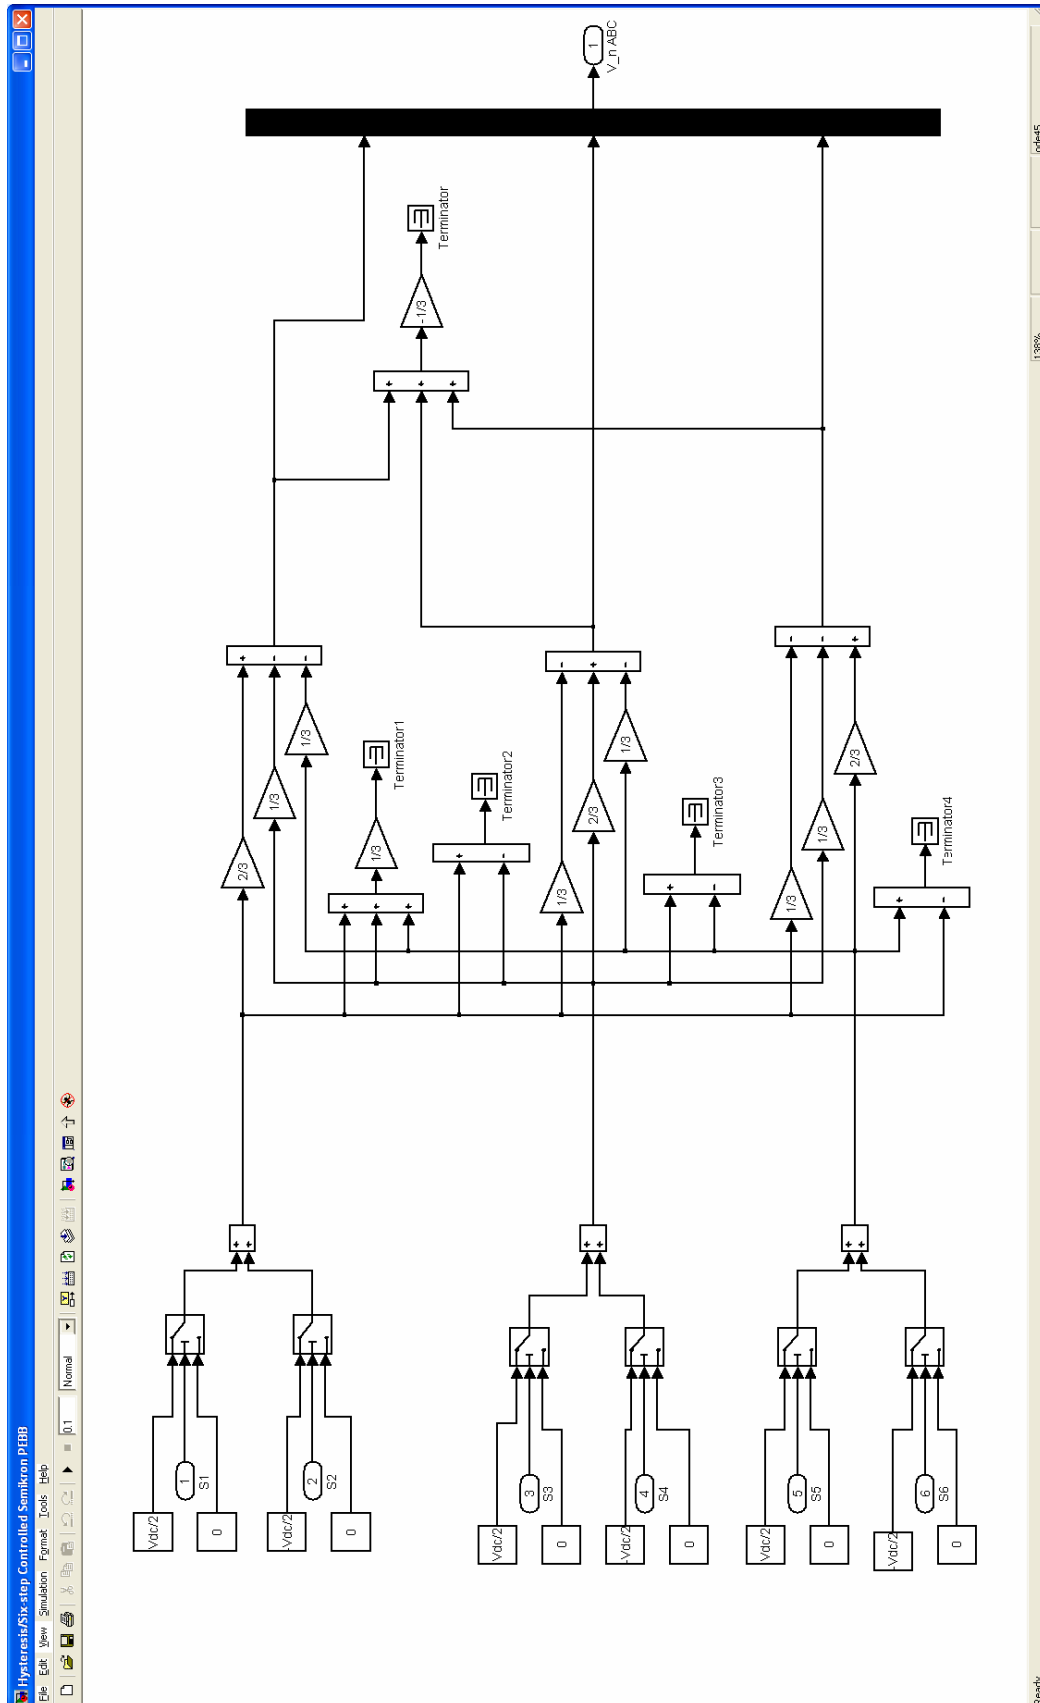 Hysteresis/Six-step Controlled Semikron PEBB
File Edit View Simulation Format Tools Help
0.1 Normal
Vdc/2
1
S1
0
-Vdc/2
2
S2
0
Vdc/2
3
S3
0
-Vdc/2
4
S4
0
Vdc/2
5
S5
0
-Vdc/2
6
S6
0
+
+
+
+
+
+
2/3
1/3
1/3
+
-
-
+
+
+
1/3
Terminator1
+
-
Terminator2
1/3
2/3
1/3
-
+
-
+
-
Terminator3
1/3
1/3
2/3
-
-
+
+
-
Terminator4
+
+
+
-1/3
Terminator
1
V_n ABC
Ready
138%
ode45